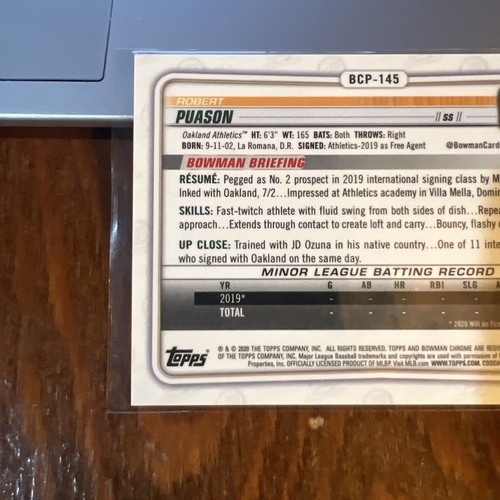 BCP-145
ROBERT
PUASON // SS //
Oakland Athletics™ HT: 6'3" WT: 165 BATS: Both THROWS: Right
BORN: 9-11-02, La Romana, D.R. SIGNED: Athletics-2019 as Free Agent @BowmanCard
BOWMAN BRIEFING
RÉSUMÉ: Pegged as No. 2 prospect in 2019 international signing class by M
Inked with Oakland, 7/2...Impressed at Athletics academy in Villa Mella, Domin
SKILLS: Fast-twitch athlete with fluid swing from both sides of dish...Repea
approach...Extends through contact to create loft and carry...Bouncy, flashy
UP CLOSE: Trained with JD Ozuna in his native country...One of 11 inte
who signed with Oakland on the same day.
MINOR LEAGUE BATTING RECORD
YR G AB HR RBI SLG A
2019* - - - - -
TOTAL - - - - -
* 2020 Will be Firs
Topps
® & © 2020 THE TOPPS COMPANY, INC. ALL RIGHTS RESERVED. TOPPS AND BOWMAN CHROME ARE REGI
OF THE TOPPS COMPANY, INC. Major League Baseball trademarks and copyrights are used with permission of
Properties, Inc. OFFICIALLY LICENSED PRODUCT OF MLBP. Visit MLB.com WWW.TOPPS.COM. CODE#